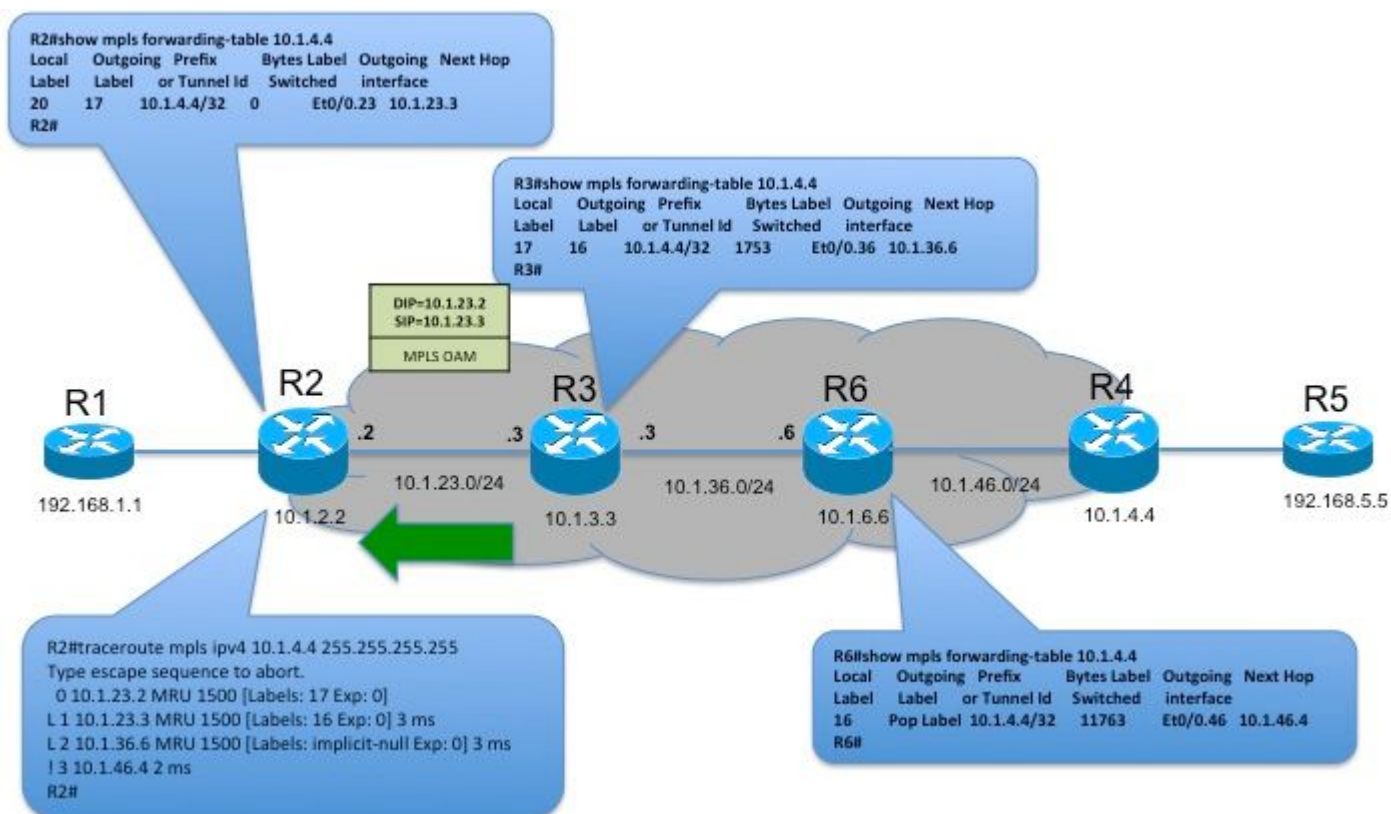 R2#show mpls forwarding-table 10.1.4.4
Local Outgoing Prefix Bytes Label Outgoing Next Hop
Label Label or Tunnel Id Switched interface
20 17 10.1.4.4/32 0 Et0/0.23 10.1.23.3
R2#
R3#show mpls forwarding-table 10.1.4.4
Local Outgoing Prefix Bytes Label Outgoing Next Hop
Label Label or Tunnel Id Switched interface
17 16 10.1.4.4/32 1753 Et0/0.36 10.1.36.6
R3#
DIP=10.1.23.2
SIP=10.1.23.3
MPLS OAM
R1
R2
R3
R6
R4
R5
.2
.3
.3
.6
192.168.1.1
10.1.23.0/24
10.1.36.0/24
10.1.46.0/24
192.168.5.5
10.1.2.2
10.1.3.3
10.1.6.6
10.1.4.4
R2#traceroute mpls ipv4 10.1.4.4 255.255.255.255
Type escape sequence to abort.
0 10.1.23.2 MRU 1500 [Labels: 17 Exp: 0]
L 1 10.1.23.3 MRU 1500 [Labels: 16 Exp: 0] 3 ms
L 2 10.1.36.6 MRU 1500 [Labels: implicit-null Exp: 0] 3 ms
! 3 10.1.46.4 2 ms
R2#
R6#show mpls forwarding-table 10.1.4.4
Local Outgoing Prefix Bytes Label Outgoing Next Hop
Label Label or Tunnel Id Switched interface
16 Pop Label 10.1.4.4/32 11763 Et0/0.46 10.1.46.4
R6#